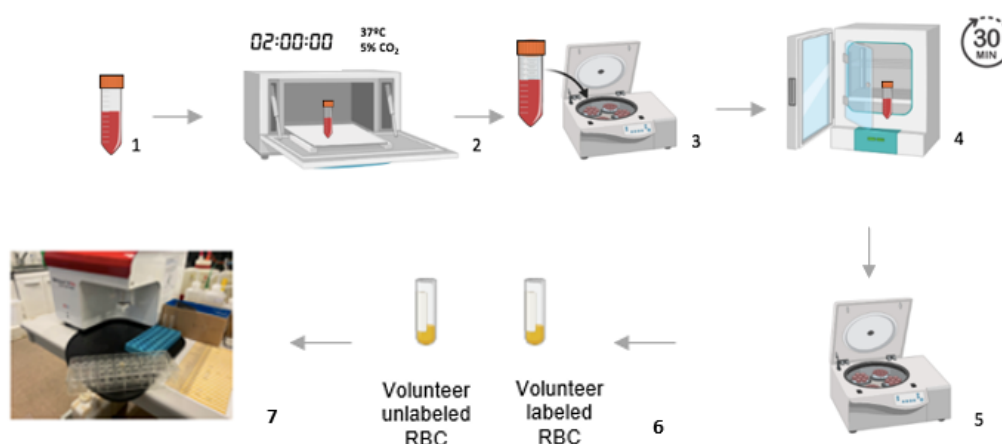 02:00:00
37ºC
5% CO₂
30
MIN
1
2
3
4
5
Volunteer
unlabeled
RBC
Volunteer
labeled
RBC
6
7